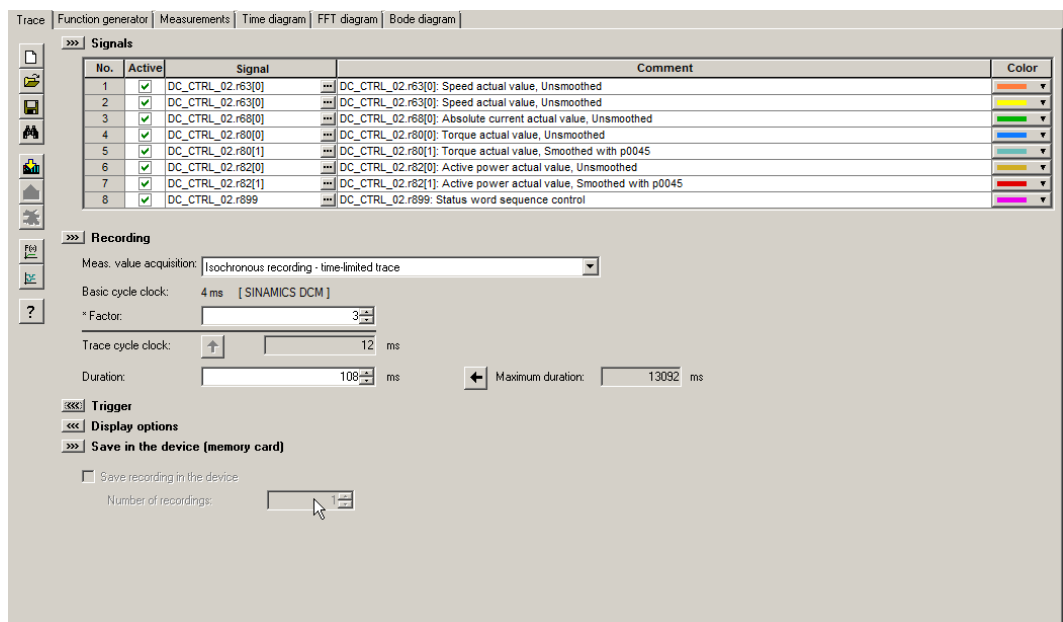 Trace Function generator Measurements Time diagram FFT diagram Bode diagram
>>> Signals
No. Active Signal Comment Color
1 DC_CTRL_02.r63[0] ... DC_CTRL_02.r63[0]: Speed actual value, Unsmoothed
2 DC_CTRL_02.r63[0] ... DC_CTRL_02.r63[0]: Speed actual value, Unsmoothed
3 DC_CTRL_02.r68[0] ... DC_CTRL_02.r68[0]: Absolute current actual value, Unsmoothed
4 DC_CTRL_02.r80[0] ... DC_CTRL_02.r80[0]: Torque actual value, Unsmoothed
5 DC_CTRL_02.r80[1] ... DC_CTRL_02.r80[1]: Torque actual value, Smoothed with p0045
6 DC_CTRL_02.r82[0] ... DC_CTRL_02.r82[0]: Active power actual value, Unsmoothed
7 DC_CTRL_02.r82[1] ... DC_CTRL_02.r82[1]: Active power actual value, Smoothed with p0045
8 DC_CTRL_02.r899 ... DC_CTRL_02.r899: Status word sequence control
>>> Recording
Meas. value acquisition: Isochronous recording - time-limited trace
Basic cycle clock: 4 ms [ SINAMICS DCM ]
* Factor: 3
Trace cycle clock: 12 ms
Duration: 108 ms Maximum duration: 13092 ms
<<< Trigger
<<< Display options
>>> Save in the device (memory card)
Save recording in the device
Number of recordings: 1
?